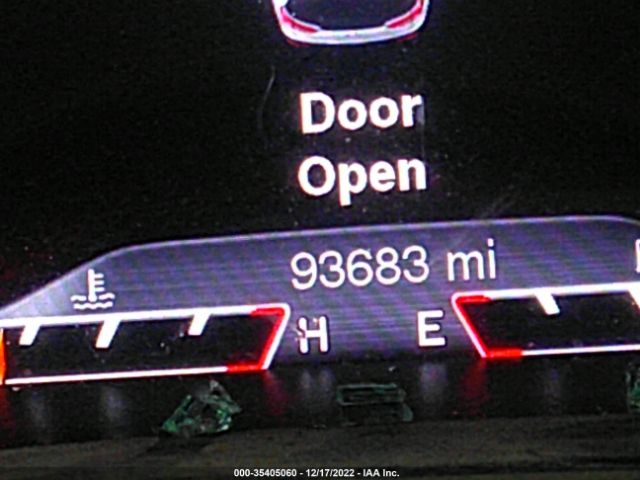 Door
Open
93683 mi
H E
000-35405060 - 12/17/2022 - IAA Inc.